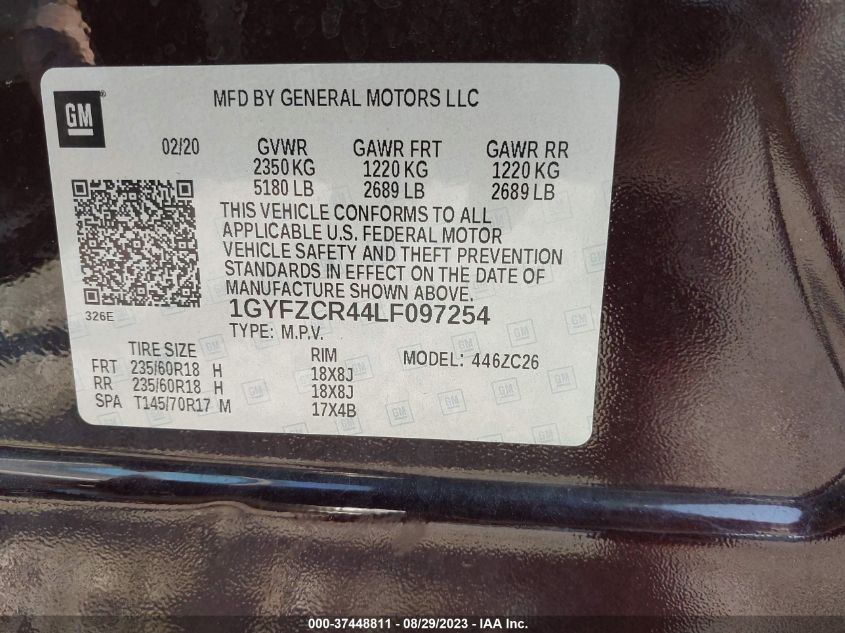 GM
MFD BY GENERAL MOTORS LLC
02/20 GVWR GAWR FRT GAWR RR
2350 KG 1220 KG 1220 KG
5180 LB 2689 LB 2689 LB
THIS VEHICLE CONFORMS TO ALL
APPLICABLE U.S. FEDERAL MOTOR
VEHICLE SAFETY AND THEFT PREVENTION
STANDARDS IN EFFECT ON THE DATE OF
MANUFACTURE SHOWN ABOVE.
326E
1GYFZCR44LF097254
TYPE: M.P.V.
TIRE SIZE RIM MODEL: 446ZC26
FRT 235/60R18 H 18X8J
RR 235/60R18 H 18X8J
SPA T145/70R17 M 17X4B
000-37448811 - 08/29/2023 - IAA Inc.